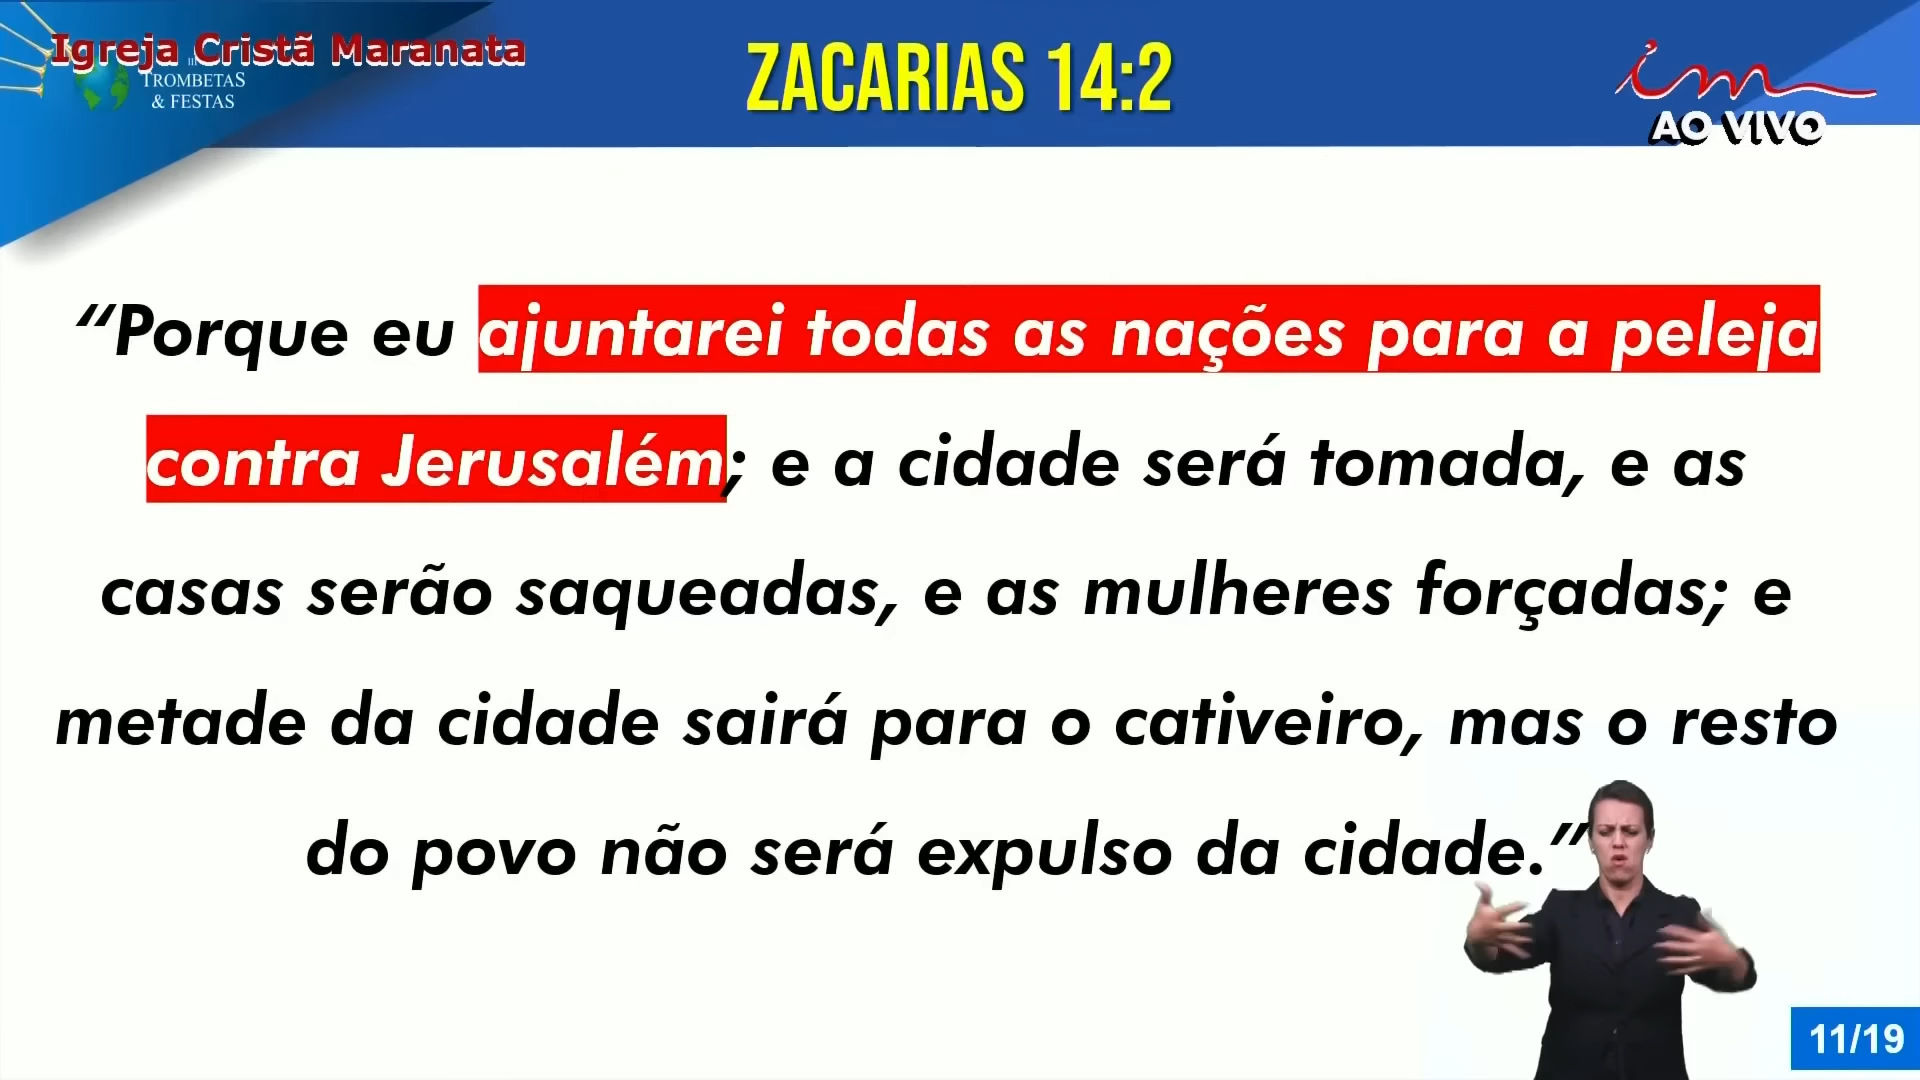 Igreja Cristã Maranata
III
TROMBETAS
& FESTAS
ZACARIAS 14:2
im
AO VIVO
“Porque eu ajuntarei todas as nações para a peleja
contra Jerusalém; e a cidade será tomada, e as
casas serão saqueadas, e as mulheres forçadas; e
metade da cidade sairá para o cativeiro, mas o resto
do povo não será expulso da cidade.”
11/19